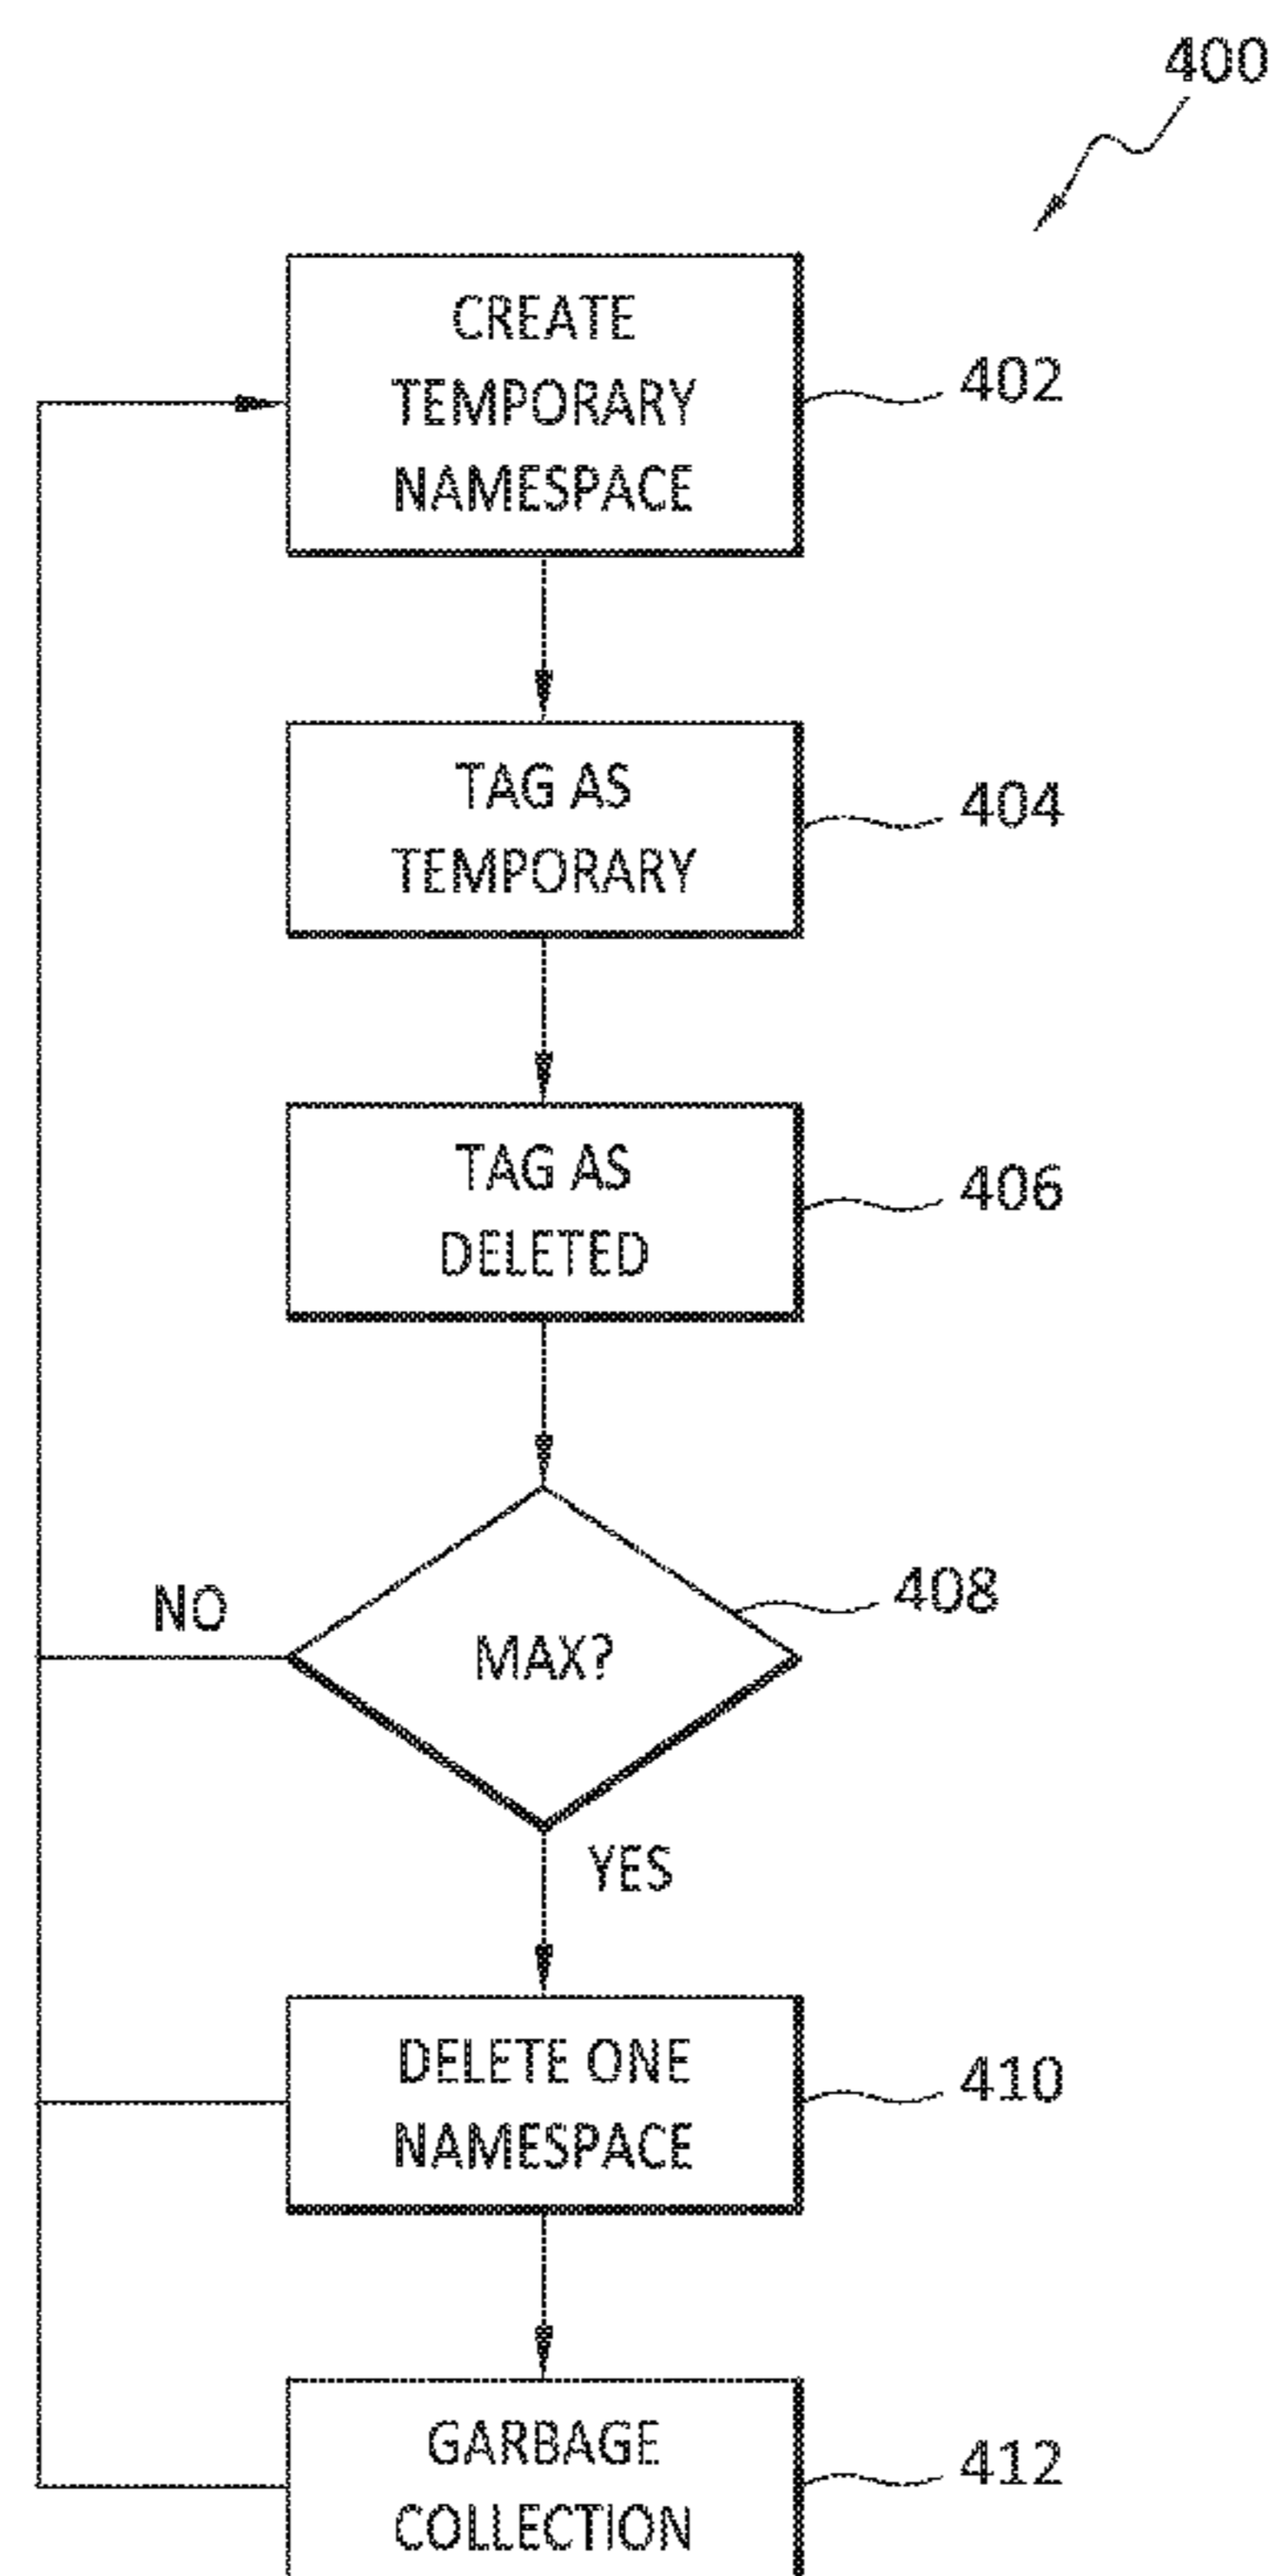 400
CREATE
TEMPORARY
NAMESPACE
402
TAG AS
TEMPORARY
404
TAG AS
DELETED
406
NO
MAX?
408
YES
DELETE ONE
NAMESPACE
410
GARBAGE
COLLECTION
412